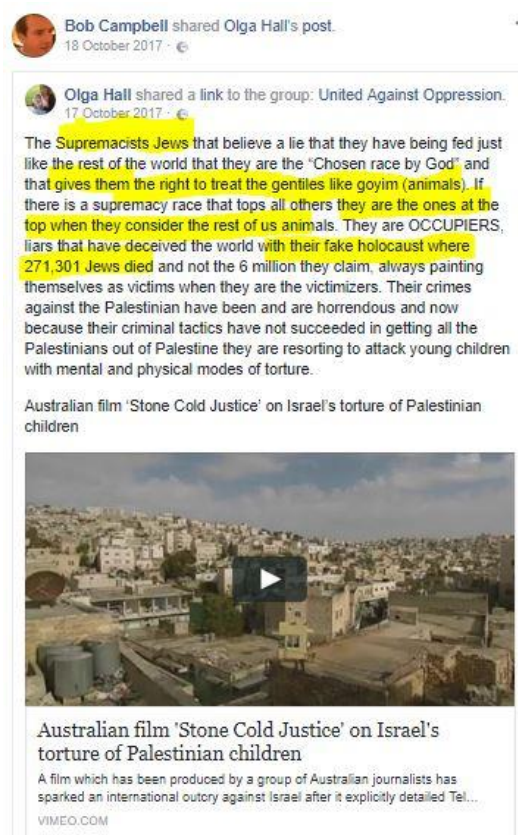 Bob Campbell shared Olga Hall's post.
18 October 2017 ·
Olga Hall shared a link to the group: United Against Oppression.
17 October 2017 ·
The Supremacists Jews that believe a lie that they have being fed just
like the rest of the world that they are the "Chosen race by God" and
that gives them the right to treat the gentiles like goyim (animals). If
there is a supremacy race that tops all others they are the ones at the
top when they consider the rest of us animals. They are OCCUPIERS,
liars that have deceived the world with their fake holocaust where
271,301 Jews died and not the 6 million they claim, always painting
themselves as victims when they are the victimizers. Their crimes
against the Palestinian have been and are horrendous and now
because their criminal tactics have not succeeded in getting all the
Palestinians out of Palestine they are resorting to attack young children
with mental and physical modes of torture.
Australian film 'Stone Cold Justice' on Israel's torture of Palestinian
children
Australian film 'Stone Cold Justice' on Israel's
torture of Palestinian children
A film which has been produced by a group of Australian journalists has
sparked an international outcry against Israel after it explicitly detailed Tel...
VIMEO.COM